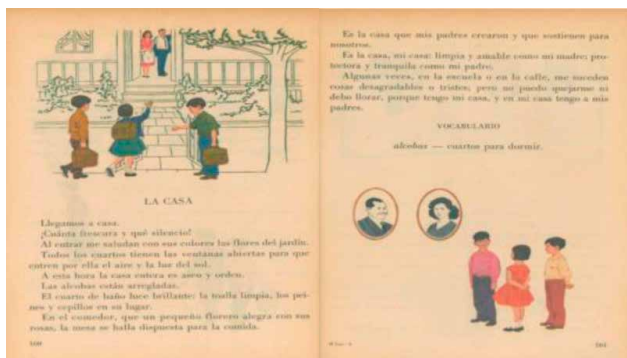 LA CASA
Llegamos a casa.
¡Cuánta frescura y qué silencio!
Al entrar me saludan con sus colores las flores del jardín.
Todos los cuartos tienen las ventanas abiertas para que
entren por ella el aire y la luz del sol.
A esta hora la casa entera es aseo y orden.
Las alcobas están arregladas.
El cuarto de baño luce brillante: la toalla limpia, los pei-
nes y cepillos en su lugar.
En el comedor, que un pequeño florero alegra con sus
rosas, la mesa se halla dispuesta para la comida.
160
Es la casa que mis padres crearon y que sostienen para
nosotros.
Es la casa, mi casa: limpia y amable como mi madre; pro-
tectora y tranquila como mi padre.
Algunas veces, en la escuela o en la calle, me suceden
cosas desagradables o tristes; pero no puedo quejarme ni
debo llorar, porque tengo mi casa, y en mi casa tengo a mis
padres.
VOCABULARIO
alcobas — cuartos para dormir.
161